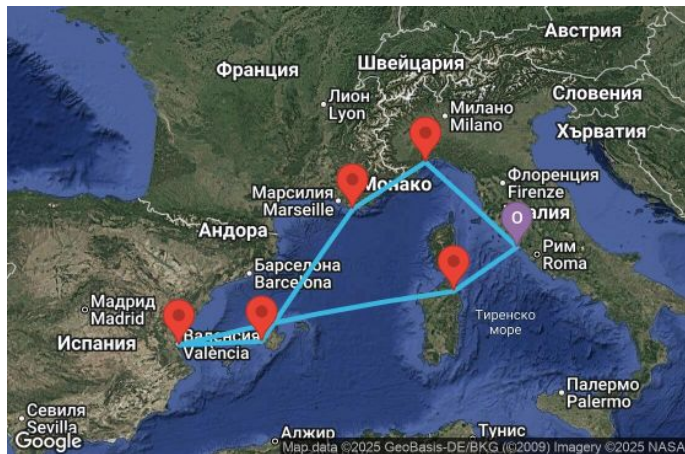 Австрия
Швейцария
Франция
Лион
Lyon
Милано
Milano
Словения
Хърватия
Монако
Флоренция
Firenze
Марсилия
Marseille
О
алия
Андора
Рим
Roma
Барселона
Barcelona
Мадрид
Madrid
Тиренско
море
Валенсия
València
Испания
Палермо
Palermo
Севиля
Sevilla
Алжир
Тунис
Google
Map data ©2025 GeoBasis-DE/BKG (©2009) Imagery ©2025 NASA